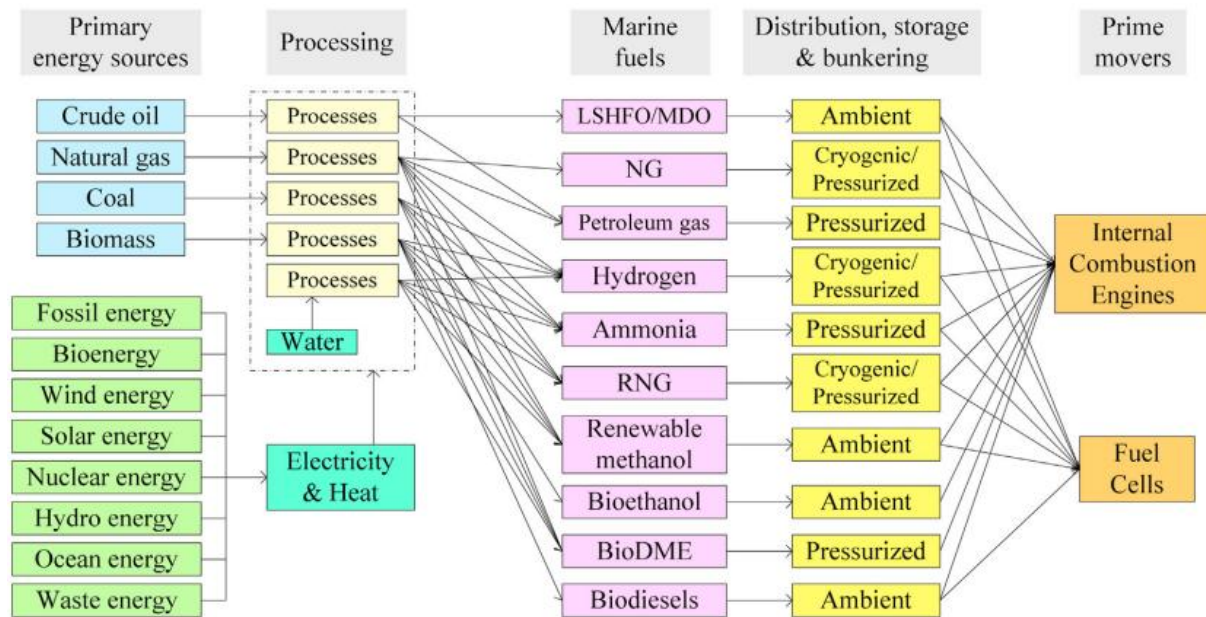 Primary
energy sources
Processing
Marine
fuels
Distribution, storage
& bunkering
Prime
movers
Crude oil
Natural gas
Coal
Biomass
Fossil energy
Bioenergy
Wind energy
Solar energy
Nuclear energy
Hydro energy
Ocean energy
Waste energy
Processes
Processes
Processes
Processes
Processes
Water
Electricity
& Heat
LSHFO/MDO
NG
Petroleum gas
Hydrogen
Ammonia
RNG
Renewable
methanol
Bioethanol
BioDME
Biodiesels
Ambient
Cryogenic/
Pressurized
Pressurized
Cryogenic/
Pressurized
Pressurized
Cryogenic/
Pressurized
Ambient
Ambient
Pressurized
Ambient
Internal
Combustion
Engines
Fuel
Cells